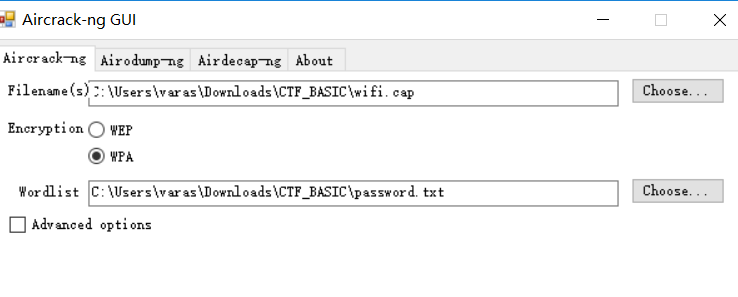 Aircrack-ng GUI
Aircrack-ng Airodump-ng Airdecap-ng About
Filename(s) C:\Users\varas\Downloads\CTF_BASIC\wifi.cap Choose...
Encryption WEP
WPA
Wordlist C:\Users\varas\Downloads\CTF_BASIC\password.txt Choose...
Advanced options